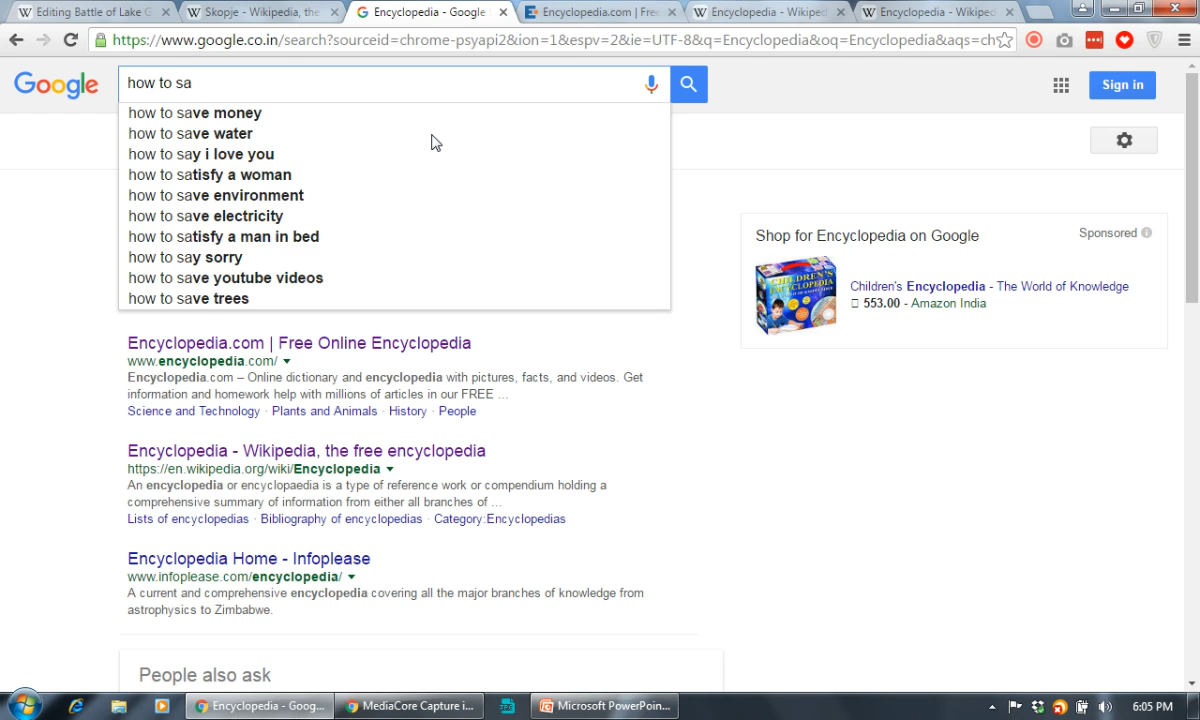 Editing Battle of Lake G
Skopje - Wikipedia, the
Encyclopedia - Google
Encyclopedia.com | Free
Encyclopedia - Wikiped
Encyclopedia - Wikiped
https://www.google.co.in/search?sourceid=chrome-psyapi2&ion=1&espv=2&ie=UTF-8&q=Encyclopedia&oq=Encyclopedia&aqs=ch
Google
how to sa
Sign in
how to save money
how to save water
how to say i love you
how to satisfy a woman
how to save environment
how to save electricity
how to satisfy a man in bed
how to say sorry
how to save youtube videos
how to save trees
Shop for Encyclopedia on Google
Sponsored
CHILDREN'S
ENCYCLOPEDIA
Children's Encyclopedia - The World of Knowledge
553.00 - Amazon India
Encyclopedia.com | Free Online Encyclopedia
www.encyclopedia.com/
Encyclopedia.com – Online dictionary and encyclopedia with pictures, facts, and videos. Get
information and homework help with millions of articles in our FREE ...
Science and Technology · Plants and Animals · History · People
Encyclopedia - Wikipedia, the free encyclopedia
https://en.wikipedia.org/wiki/Encyclopedia
An encyclopedia or encyclopaedia is a type of reference work or compendium holding a
comprehensive summary of information from either all branches of ...
Lists of encyclopedias · Bibliography of encyclopedias · Category:Encyclopedias
Encyclopedia Home - Infoplease
www.infoplease.com/encyclopedia/
A current and comprehensive encyclopedia covering all the major branches of knowledge from
astrophysics to Zimbabwe.
People also ask
Encyclopedia - Goog...
MediaCore Capture i...
Microsoft PowerPoin...
6:05 PM